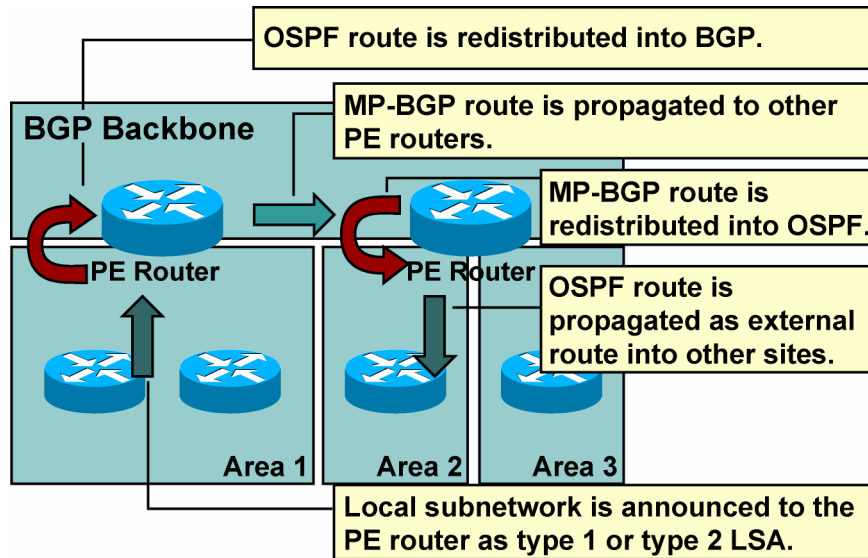 OSPF route is redistributed into BGP.
MP-BGP route is propagated to other
PE routers.
BGP Backbone
MP-BGP route is
redistributed into OSPF.
PE Router
PE Router
OSPF route is
propagated as external
route into other sites.
Area 1
Area 2
Area 3
Local subnetwork is announced to the
PE router as type 1 or type 2 LSA.